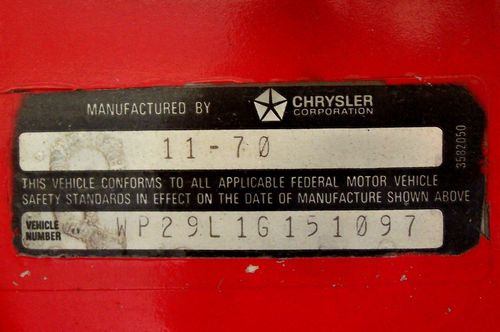 MANUFACTURED BY CHRYSLER
CORPORATION
11-70
3582050
THIS VEHICLE CONFORMS TO ALL APPLICABLE FEDERAL MOTOR VEHICLE
SAFETY STANDARDS IN EFFECT ON THE DATE OF MANUFACTURE SHOWN ABOVE
VEHICLE
NUMBER
WP29L1G151097